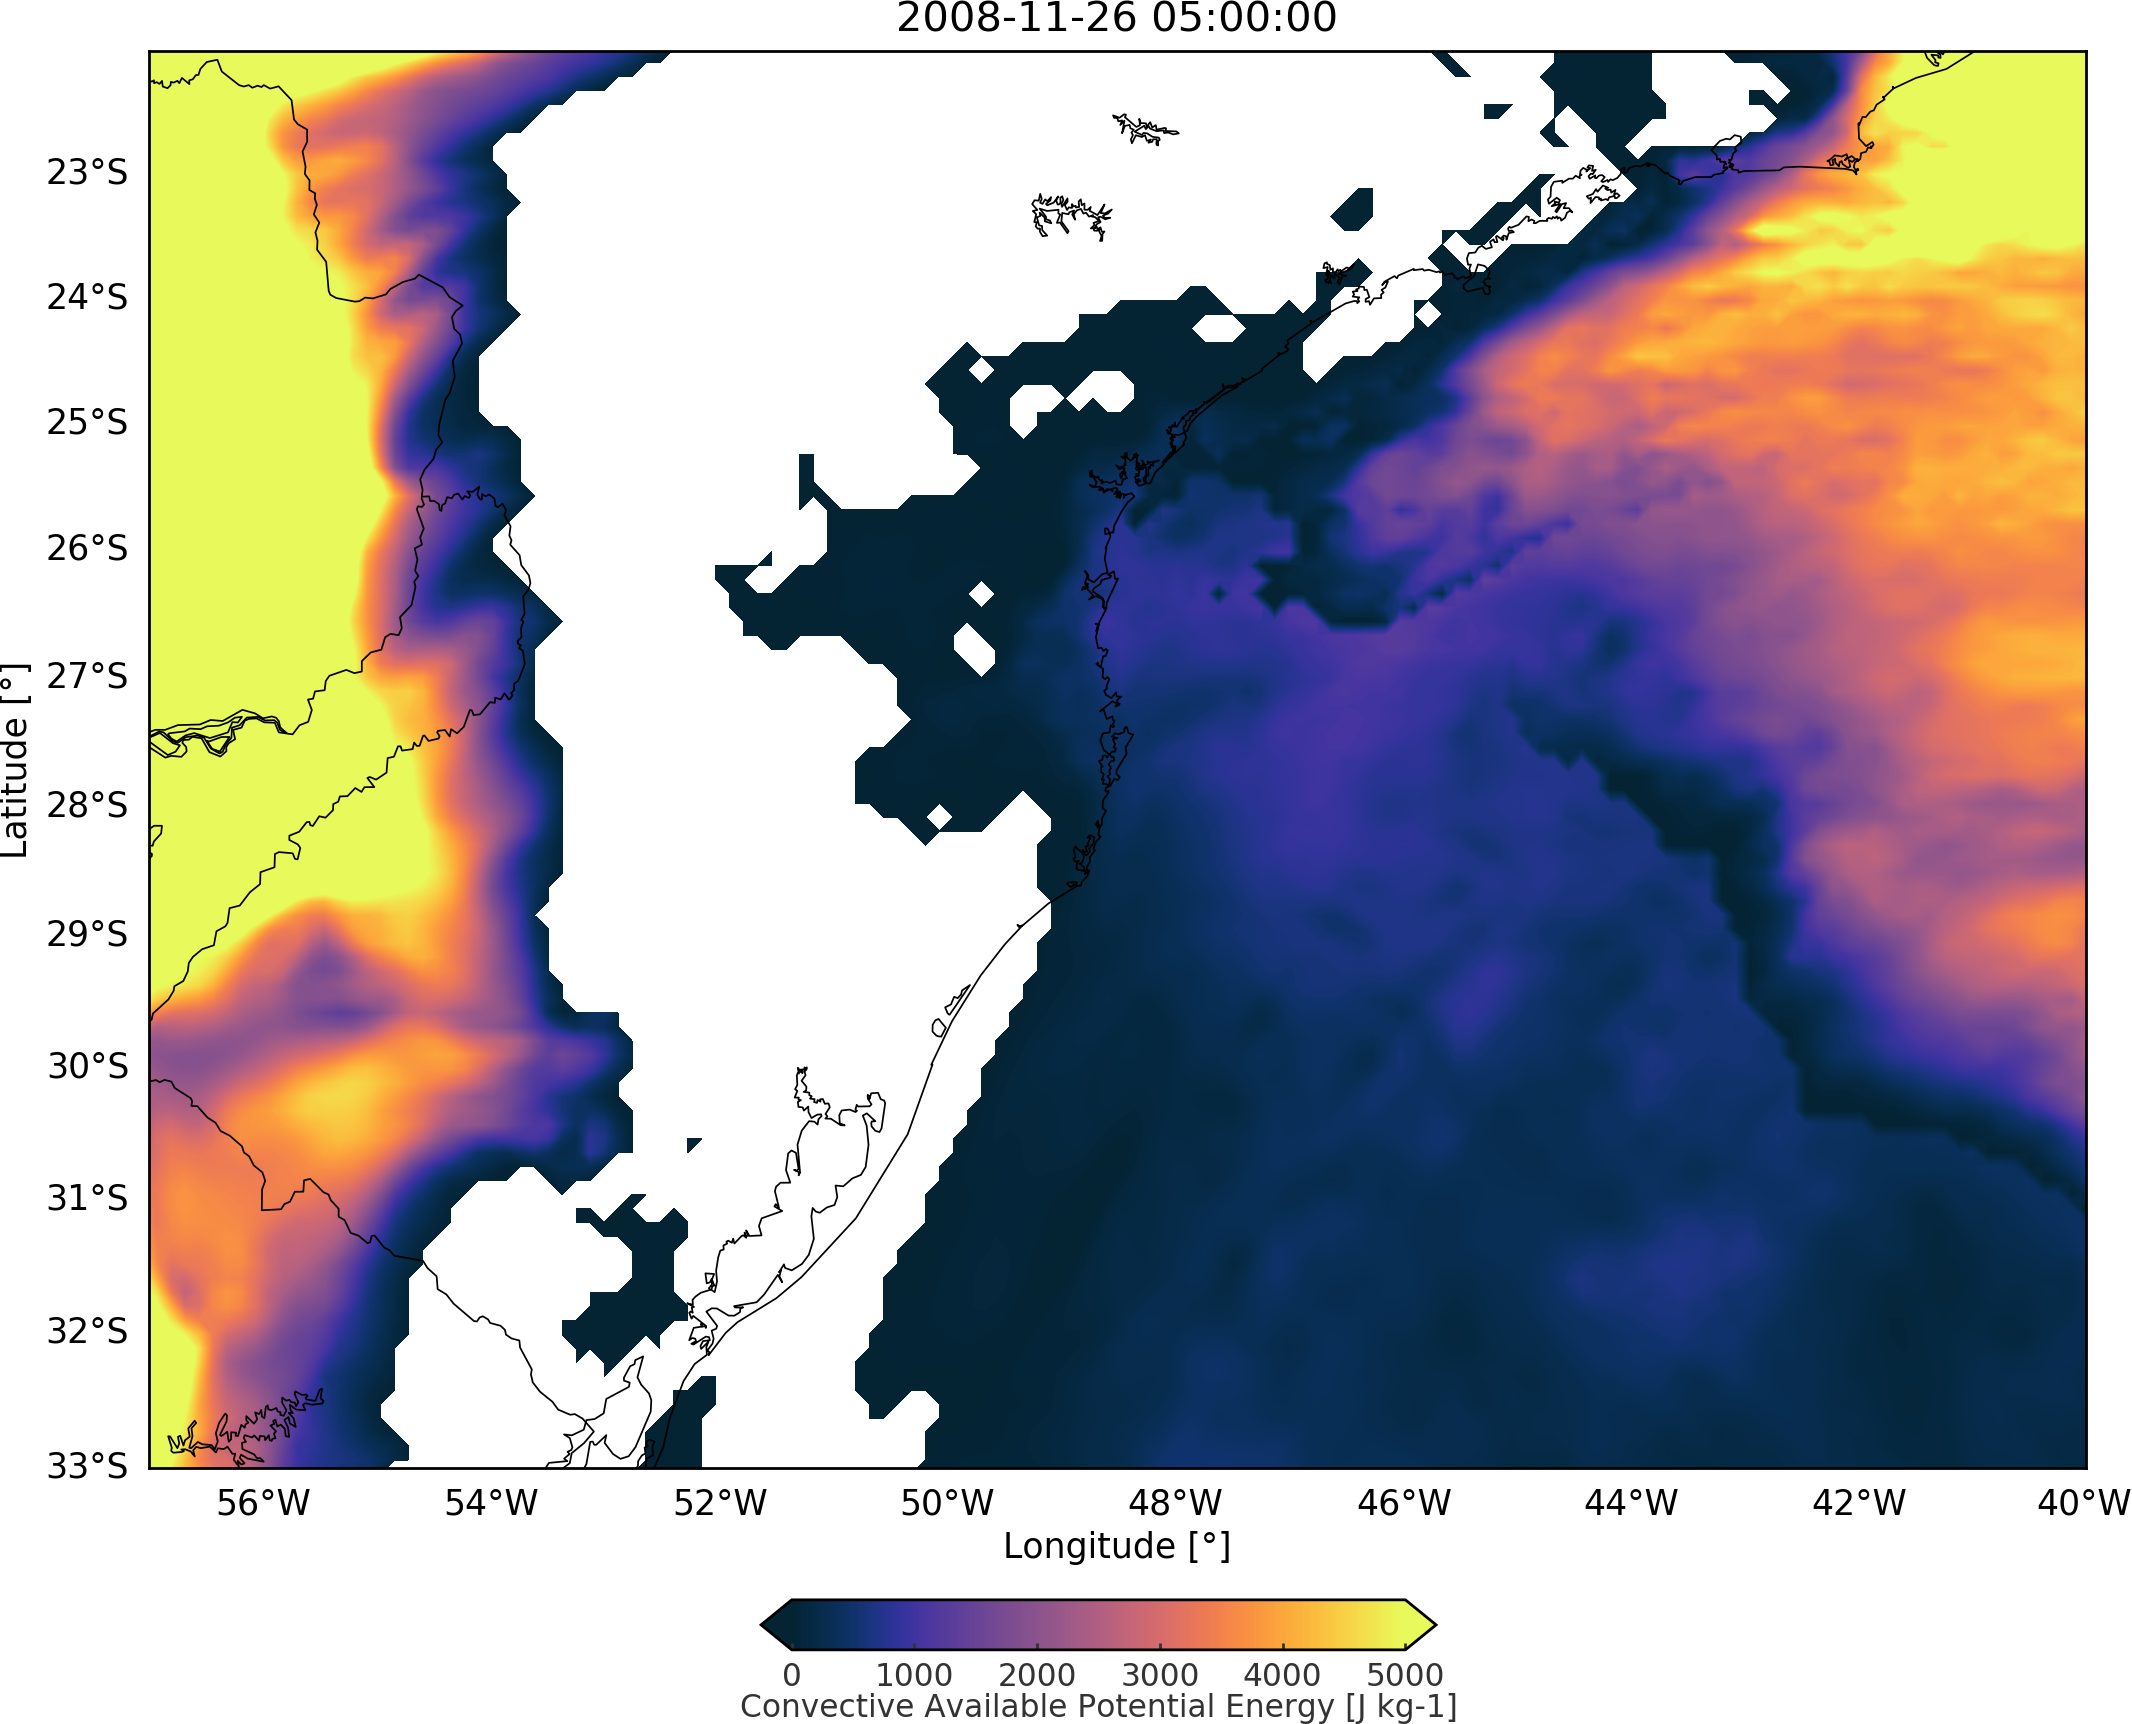 2008-11-26 05:00:00
Latitude [°]
23°S
24°S
25°S
26°S
27°S
28°S
29°S
30°S
31°S
32°S
33°S
56°W 54°W 52°W 50°W 48°W 46°W 44°W 42°W 40°W
Longitude [°]
0 1000 2000 3000 4000 5000
Convective Available Potential Energy [J kg-1]